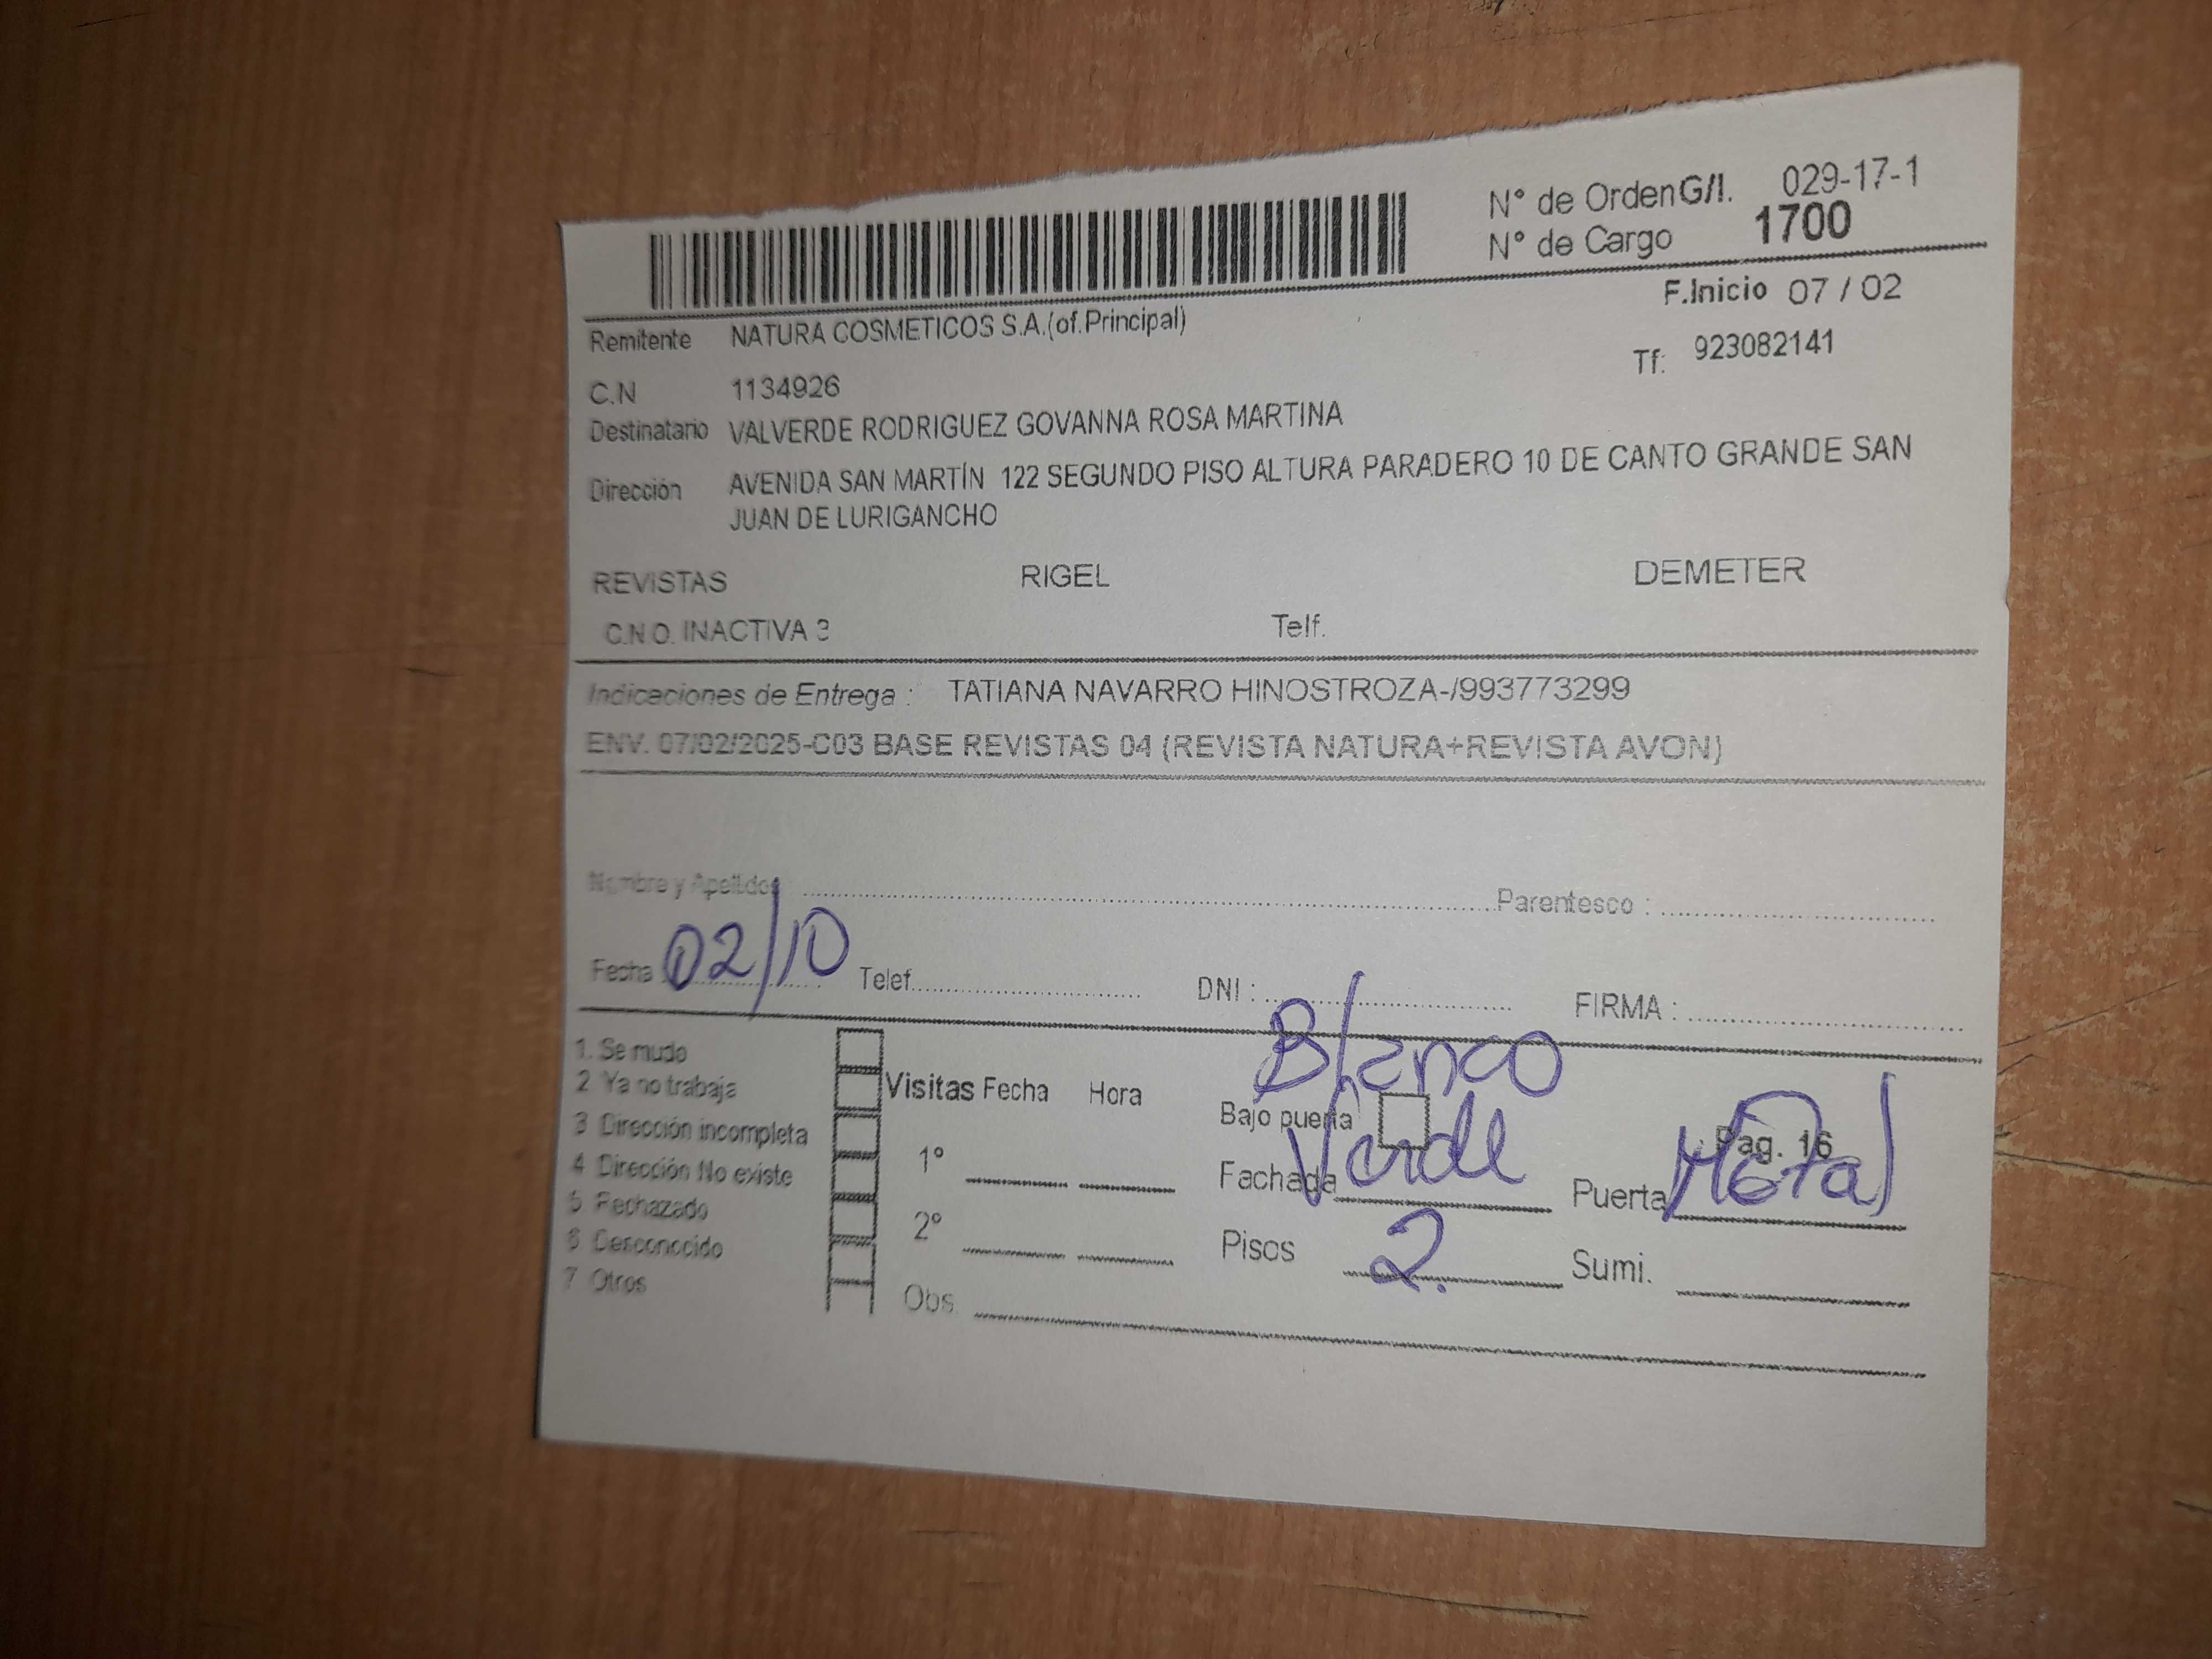 N° de Orden G/I. 029-17-1
N° de Cargo 1700
F.Inicio 07 / 02
Remitente NATURA COSMETICOS S.A.(of.Principal)
Tf: 923082141
C.N 1134926
Destinatario VALVERDE RODRIGUEZ GOVANNA ROSA MARTINA
Dirección AVENIDA SAN MARTÍN 122 SEGUNDO PISO ALTURA PARADERO 10 DE CANTO GRANDE SAN
JUAN DE LURIGANCHO
REVISTAS RIGEL DEMETER
C.N.O. INACTIVA 3 Telf.
Indicaciones de Entrega : TATIANA NAVARRO HINOSTROZA-/993773299
ENV. 07/02/2025-C03 BASE REVISTAS 04 (REVISTA NATURA+REVISTA AVON)
Nombre y Apellidos Parentesco :
Fecha 02/10 Telef. DNI : FIRMA :
Blanco
1. Se mudo
2 Ya no trabaja
3 Dirección incompleta
4 Dirección No existe
5 Rechazado
6 Desconocido
7 Otros
Visitas Fecha Hora
1°
2°
Obs
Bajo puerta
Pag. 16
Fachada Verde Puerta Metal
Pisos 2. Sumi.